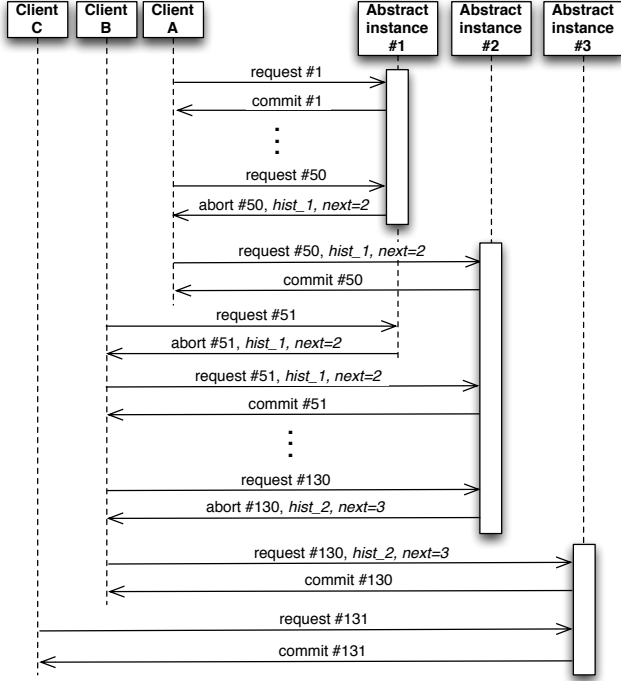 Client
C
Client
B
Client
A
Abstract
instance
#1
Abstract
instance
#2
Abstract
instance
#3
request #1
commit #1
request #50
abort #50, hist_1, next=2
request #50, hist_1, next=2
commit #50
request #51
abort #51, hist_1, next=2
request #51, hist_1, next=2
commit #51
request #130
abort #130, hist_2, next=3
request #130, hist_2, next=3
commit #130
request #131
commit #131